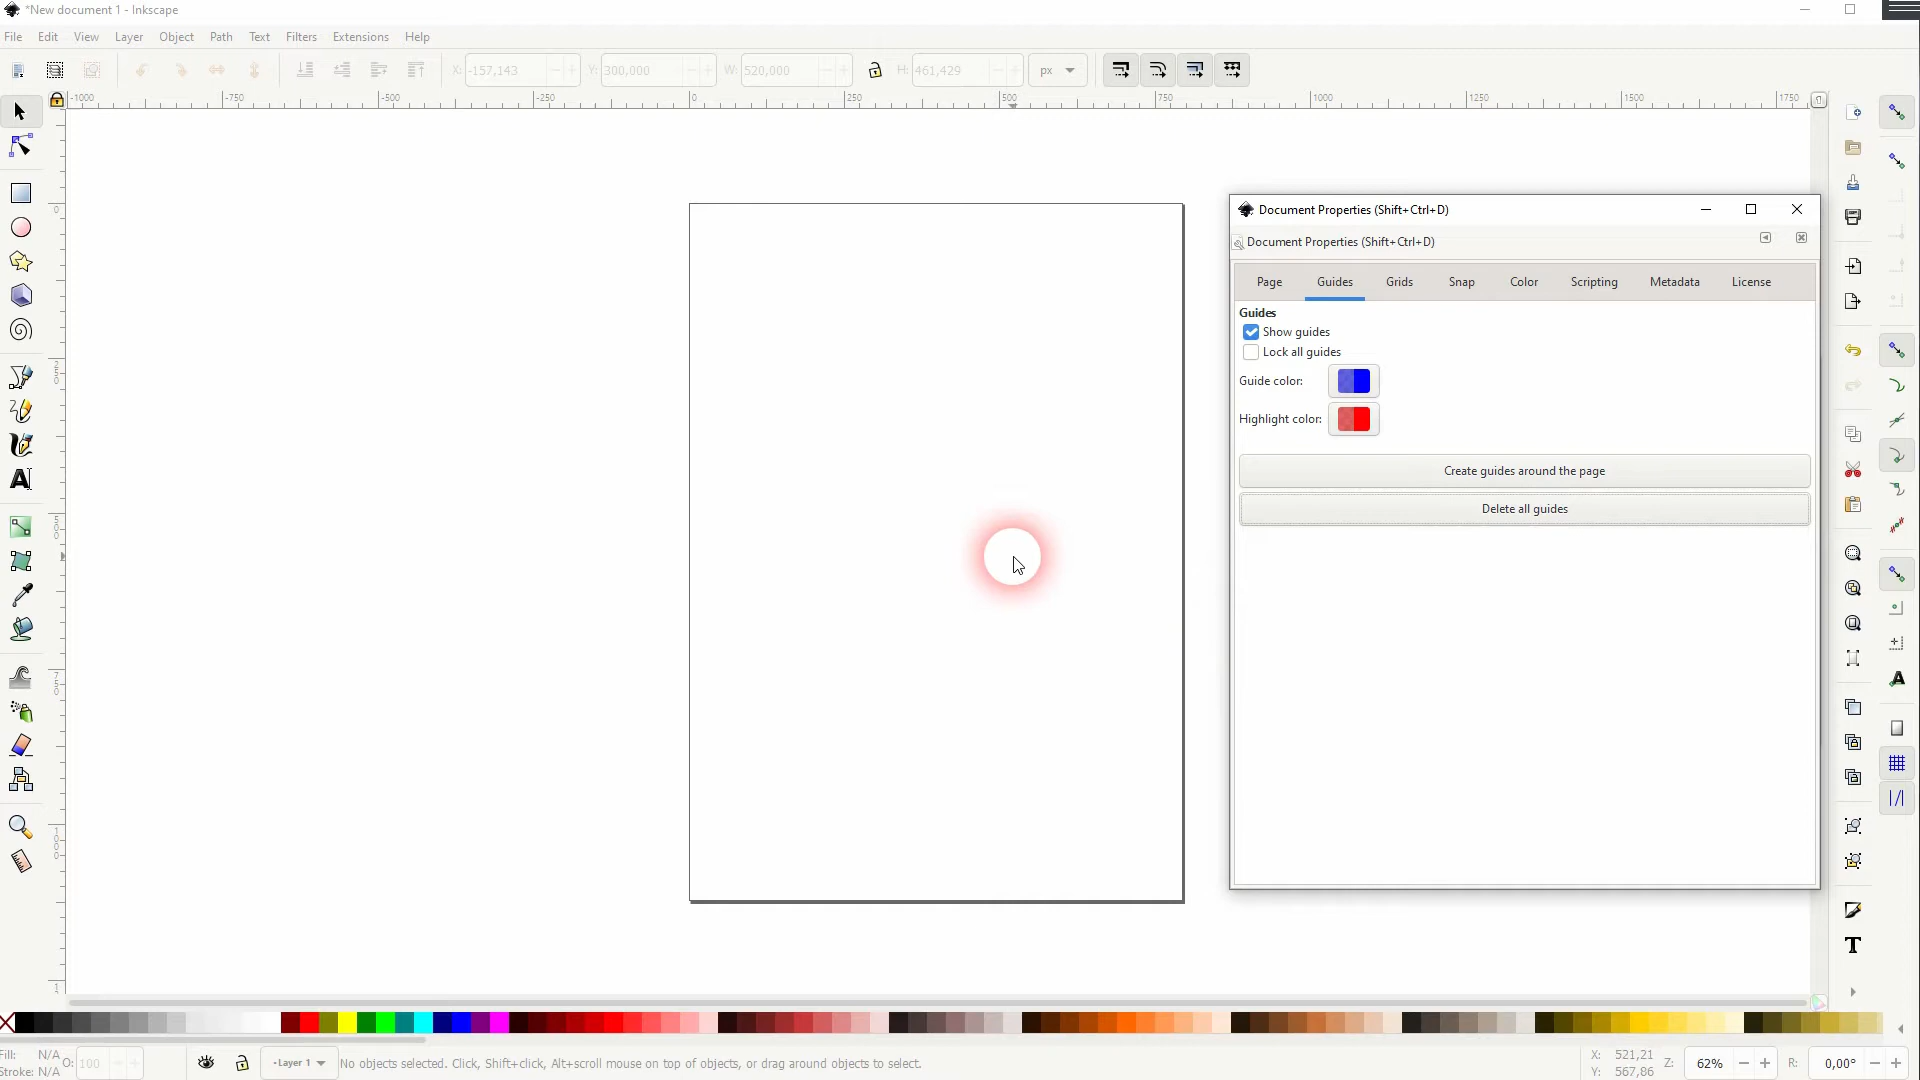 *New document 1 - Inkscape
File Edit View Layer Object Path Text Filters Extensions Help
X: -157,143 Y: 300,000 W: 520,000 H: 461,429 px
-1000 -750 -500 -250 0 250 500 750 1000 1250 1500 1750
Document Properties (Shift+Ctrl+D)
Document Properties (Shift+Ctrl+D)
Page Guides Grids Snap Color Scripting Metadata License
Guides
Show guides
Lock all guides
Guide color:
Highlight color:
Create guides around the page
Delete all guides
0
250
500
750
1000
Fill: N/A O: 100
Stroke: N/A
-Layer 1 No objects selected. Click, Shift+click, Alt+scroll mouse on top of objects, or drag around objects to select.
X: 521,21
Y: 567,86
Z: 62% R: 0,00°